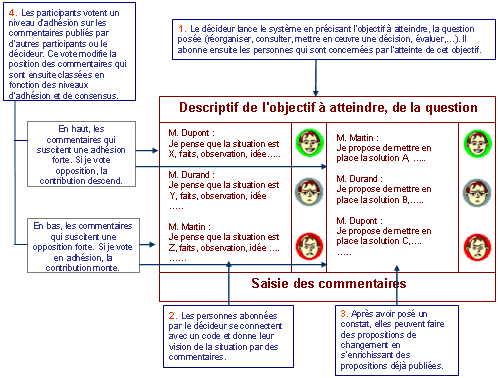 4. Les participants votent un
niveau d'adhésion sur les
commentaires publiés par
d'autres participants ou le
décideur. Ce vote modifie la
position des commentaires qui
sont ensuite classées en
fonction des niveaux
d'adhésion et de consensus.
1. Le décideur lance le système en précisant l'objectif à atteindre, la question
posée (réorganiser, consulter, mettre en œuvre une décision, évaluer,…). Il
abonne ensuite les personnes qui sont concernées par l'atteinte de cet objectif.
Descriptif de l'objectif à atteindre, de la question
En haut, les
commentaires qui
suscitent une adhésion
forte. Si je vote
opposition, la
contribution descend.
En bas, les commentaires
qui suscitent une
opposition forte. Si je vote
en adhésion, la
contribution monte.
M. Dupont :
Je pense que la situation est
X, faits, observation, idée…..
M. Durand :
Je pense que la situation est
Y, faits, observation, idée
…..
M. Martin :
Je pense que la situation est
Z, faits, observation, idée ….
……
M. Martin :
Je propose de mettre en
place la solution A, …..
M. Durand :
Je propose de mettre en
place la solution B,…..
M. Dupont :
Je propose de mettre en
place la solution C,….
…..
Saisie des commentaires
2. Les personnes abonnées
par le décideur se connectent
avec un code et donne leur
vision de la situation par des
commentaires.
3. Après avoir posé un
constat, elles peuvent faire
des propositions de
changement en
s'enrichissant des
propositions déjà publiées.